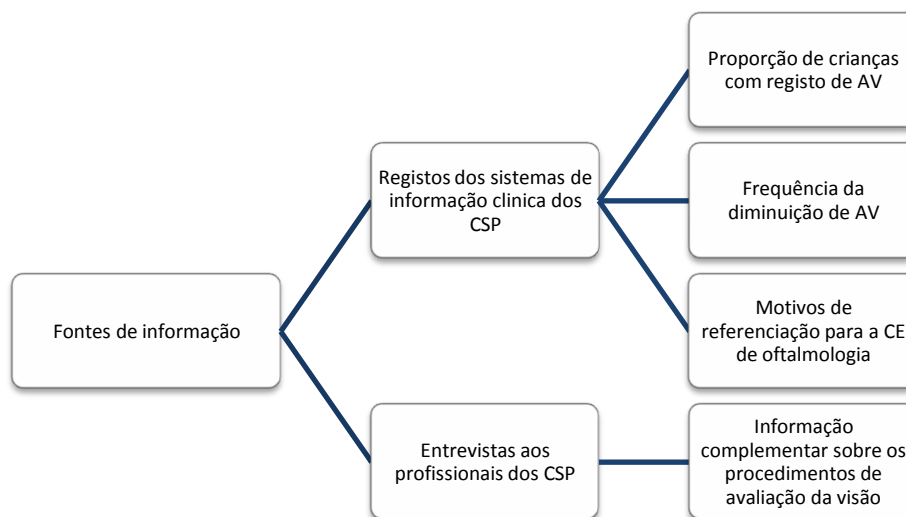 Fontes de informação
Registos dos sistemas de
informação clinica dos
CSP
Proporção de crianças
com registo de AV
Frequência da
diminuição de AV
Motivos de
referenciação para a CE
de oftalmologia
Entrevistas aos
profissionais dos CSP
Informação
complementar sobre os
procedimentos de
avaliação da visão